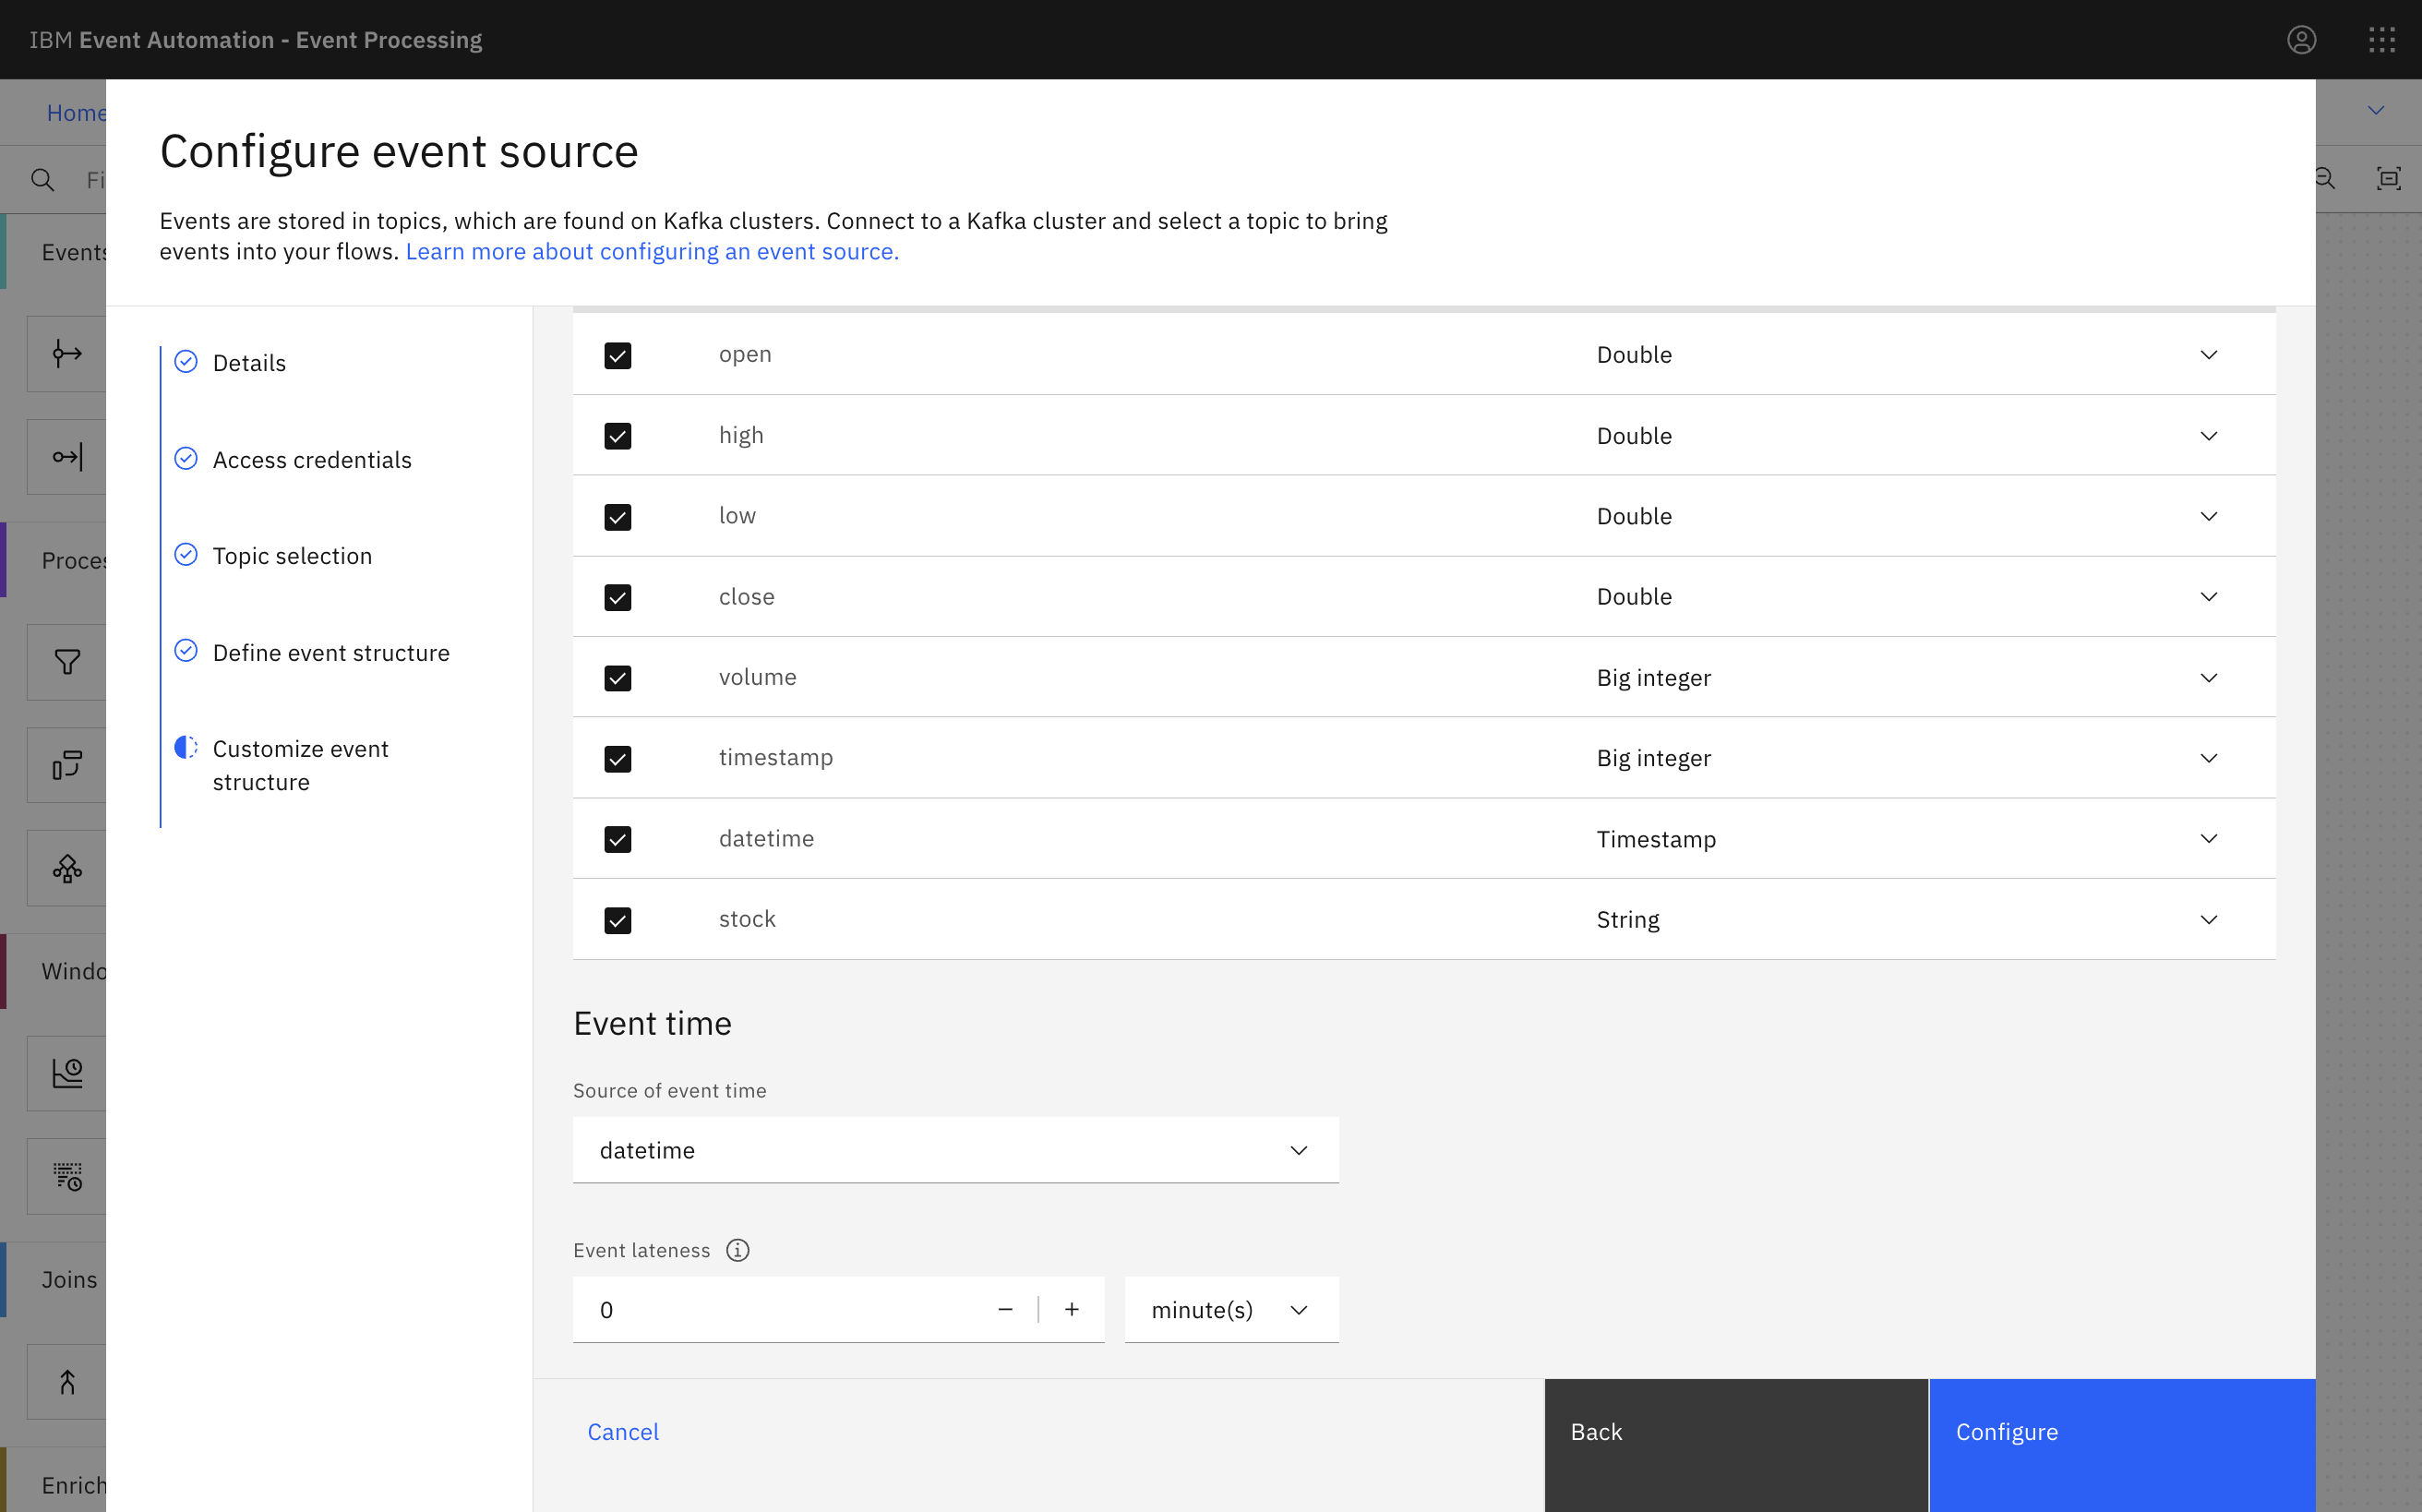 IBM Event Automation - Event Processing
Home
Configure event source
Events are stored in topics, which are found on Kafka clusters. Connect to a Kafka cluster and select a topic to bring
events into your flows. Learn more about configuring an event source.
Fi
Events
Proces
Windo
Joins
Enrich
Details
Access credentials
Topic selection
Define event structure
Customize event
structure
open Double
high Double
low Double
close Double
volume Big integer
timestamp Big integer
datetime Timestamp
stock String
Event time
Source of event time
datetime
Event lateness
0 minute(s)
Cancel Back Configure